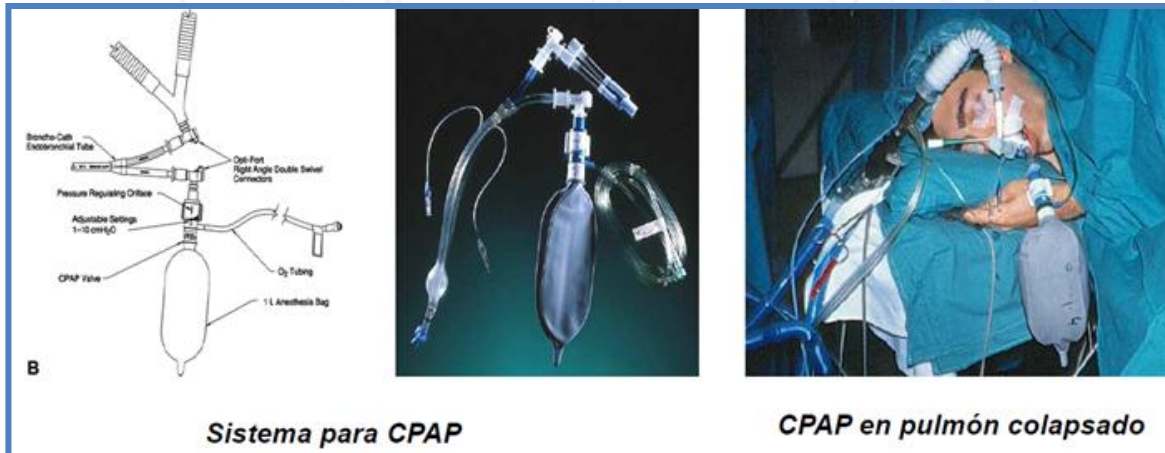 Broncho-Cath
Endobronchial Tube
Opti-Port
Right Angle Double Swivel
Connectors
Pressure Regulating Oriface
Adjustable Settings
1–10 cmH₂O
CPAP Valve
O₂ Tubing
1 L Anesthesia Bag
B
Sistema para CPAP
CPAP en pulmón colapsado